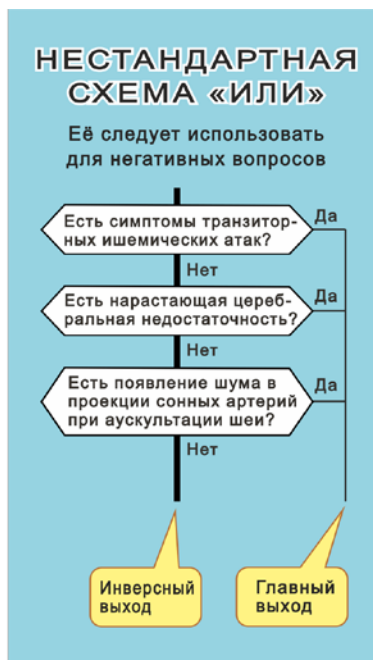 НЕСТАНДАРТНАЯ
СХЕМА «ИЛИ»
Её следует использовать
для негативных вопросов
Есть симптомы транзитор-
ных ишемических атак?
Да
Нет
Есть нарастающая цереб-
ральная недостаточность?
Да
Нет
Есть появление шума в
проекции сонных артерий
при аускультации шеи?
Да
Нет
Инверсный
выход
Главный
выход